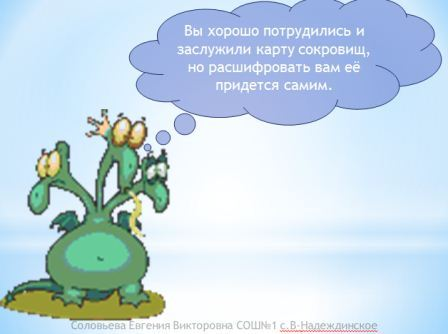 Вы хорошо потрудились и
заслужили карту сокровищ,
но расшифровать вам её
придется самим.
Соловьева Евгения Викторовна СОШ№1 с.В-Надеждинское